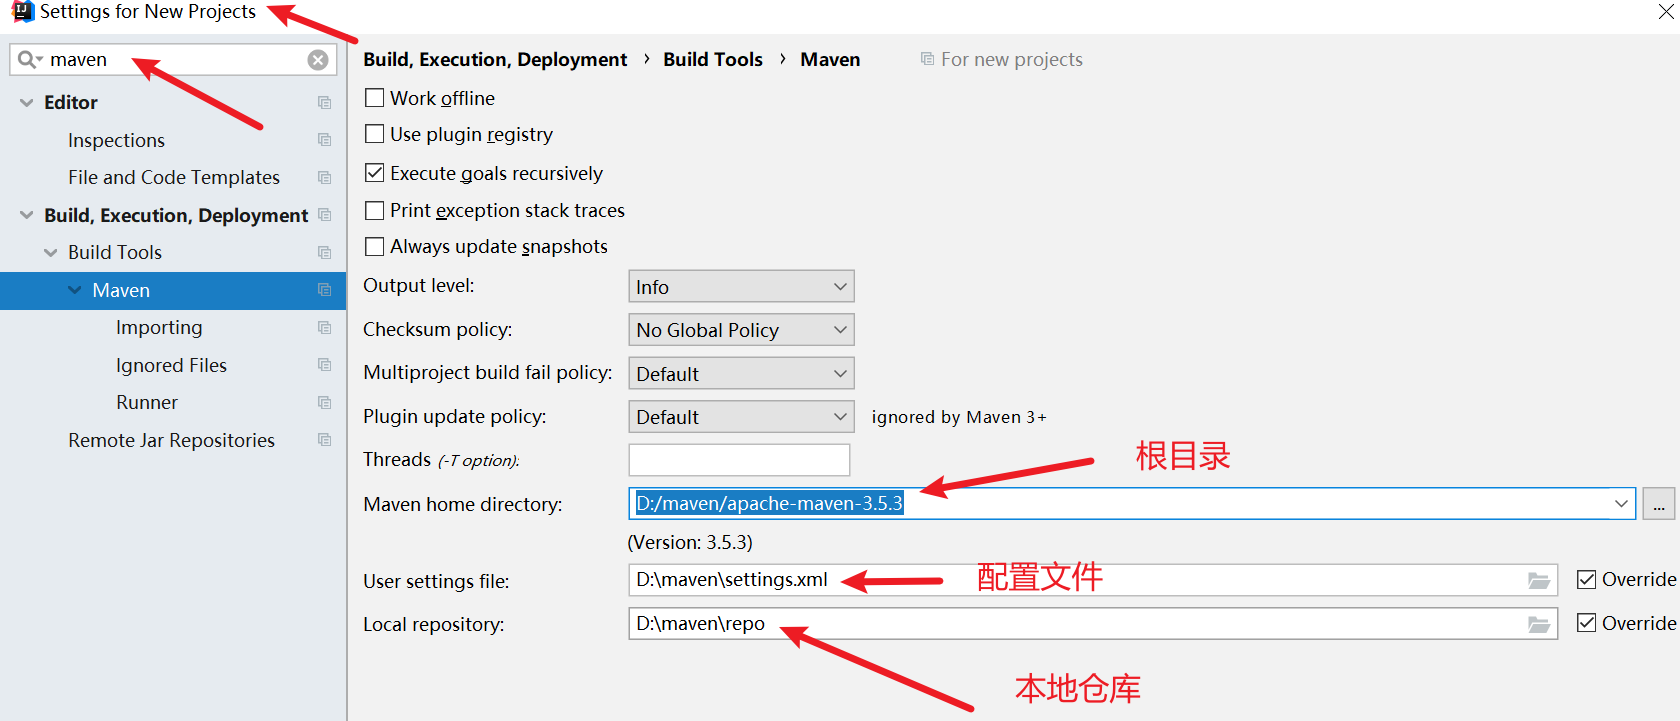 Settings for New Projects
maven
Editor
Inspections
File and Code Templates
Build, Execution, Deployment
Build Tools
Maven
Importing
Ignored Files
Runner
Remote Jar Repositories
Build, Execution, Deployment › Build Tools › Maven For new projects
Work offline
Use plugin registry
Execute goals recursively
Print exception stack traces
Always update snapshots
Output level: Info
Checksum policy: No Global Policy
Multiproject build fail policy: Default
Plugin update policy: Default ignored by Maven 3+
Threads (-T option):
根目录
Maven home directory: D:/maven/apache-maven-3.5.3 ...
(Version: 3.5.3)
User settings file: D:\maven\settings.xml 配置文件 Override
Local repository: D:\maven\repo Override
本地仓库